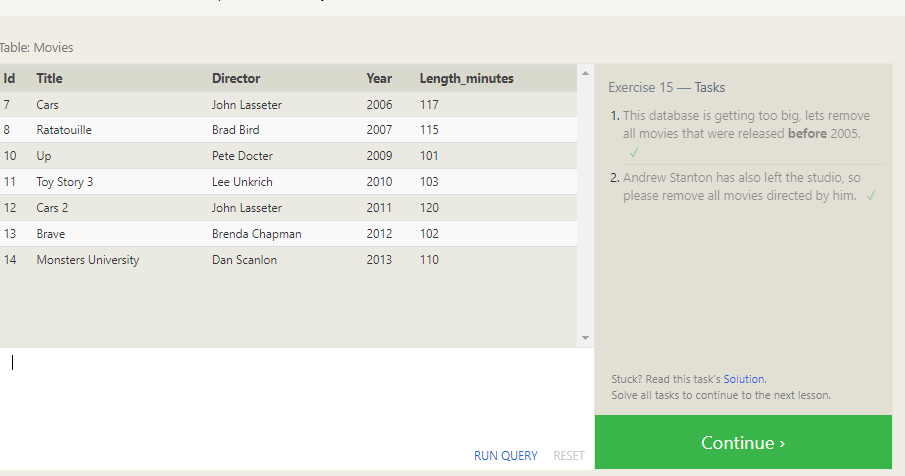 Table: Movies
Id Title Director Year Length_minutes
7 Cars John Lasseter 2006 117
8 Ratatouille Brad Bird 2007 115
10 Up Pete Docter 2009 101
11 Toy Story 3 Lee Unkrich 2010 103
12 Cars 2 John Lasseter 2011 120
13 Brave Brenda Chapman 2012 102
14 Monsters University Dan Scanlon 2013 110
RUN QUERY RESET
Exercise 15 — Tasks
1. This database is getting too big, lets remove
all movies that were released before 2005.
✓
2. Andrew Stanton has also left the studio, so
please remove all movies directed by him. ✓
Stuck? Read this task's Solution.
Solve all tasks to continue to the next lesson.
Continue ›